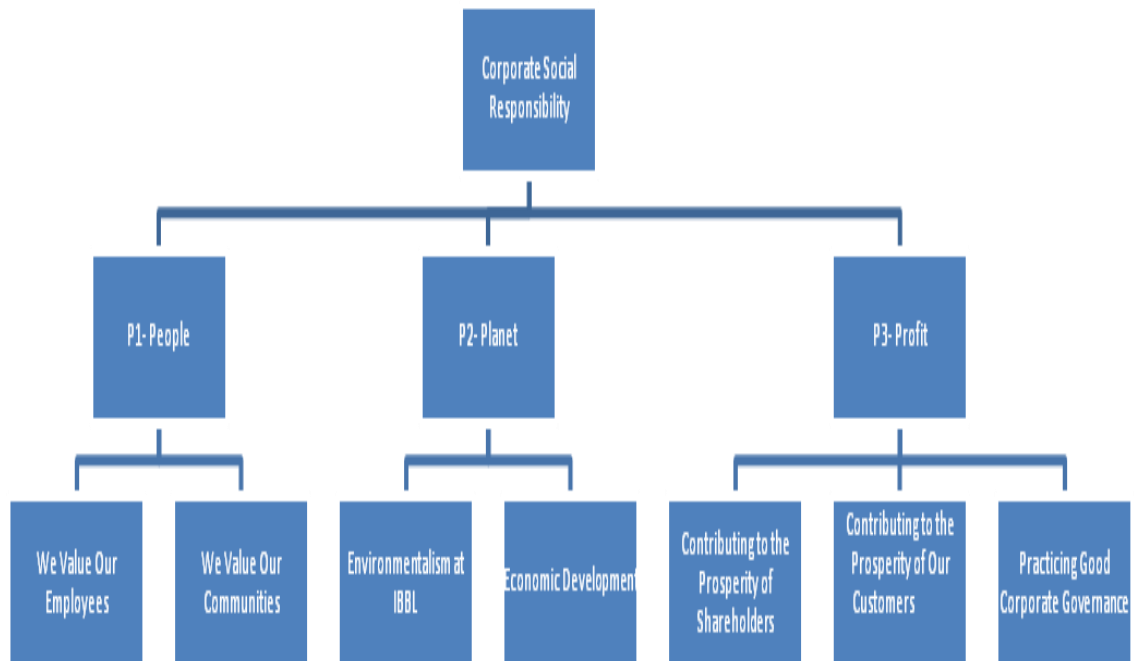 Corporate Social
Responsibility
P1- People
P2- Planet
P3- Profit
We Value Our
Employees
We Value Our
Communities
Environmentalism at
IBBL
Economic Development
Contributing to the
Prosperity of
Shareholders
Contributing to the
Prosperity of Our
Customers
Practicing Good
Corporate Governance